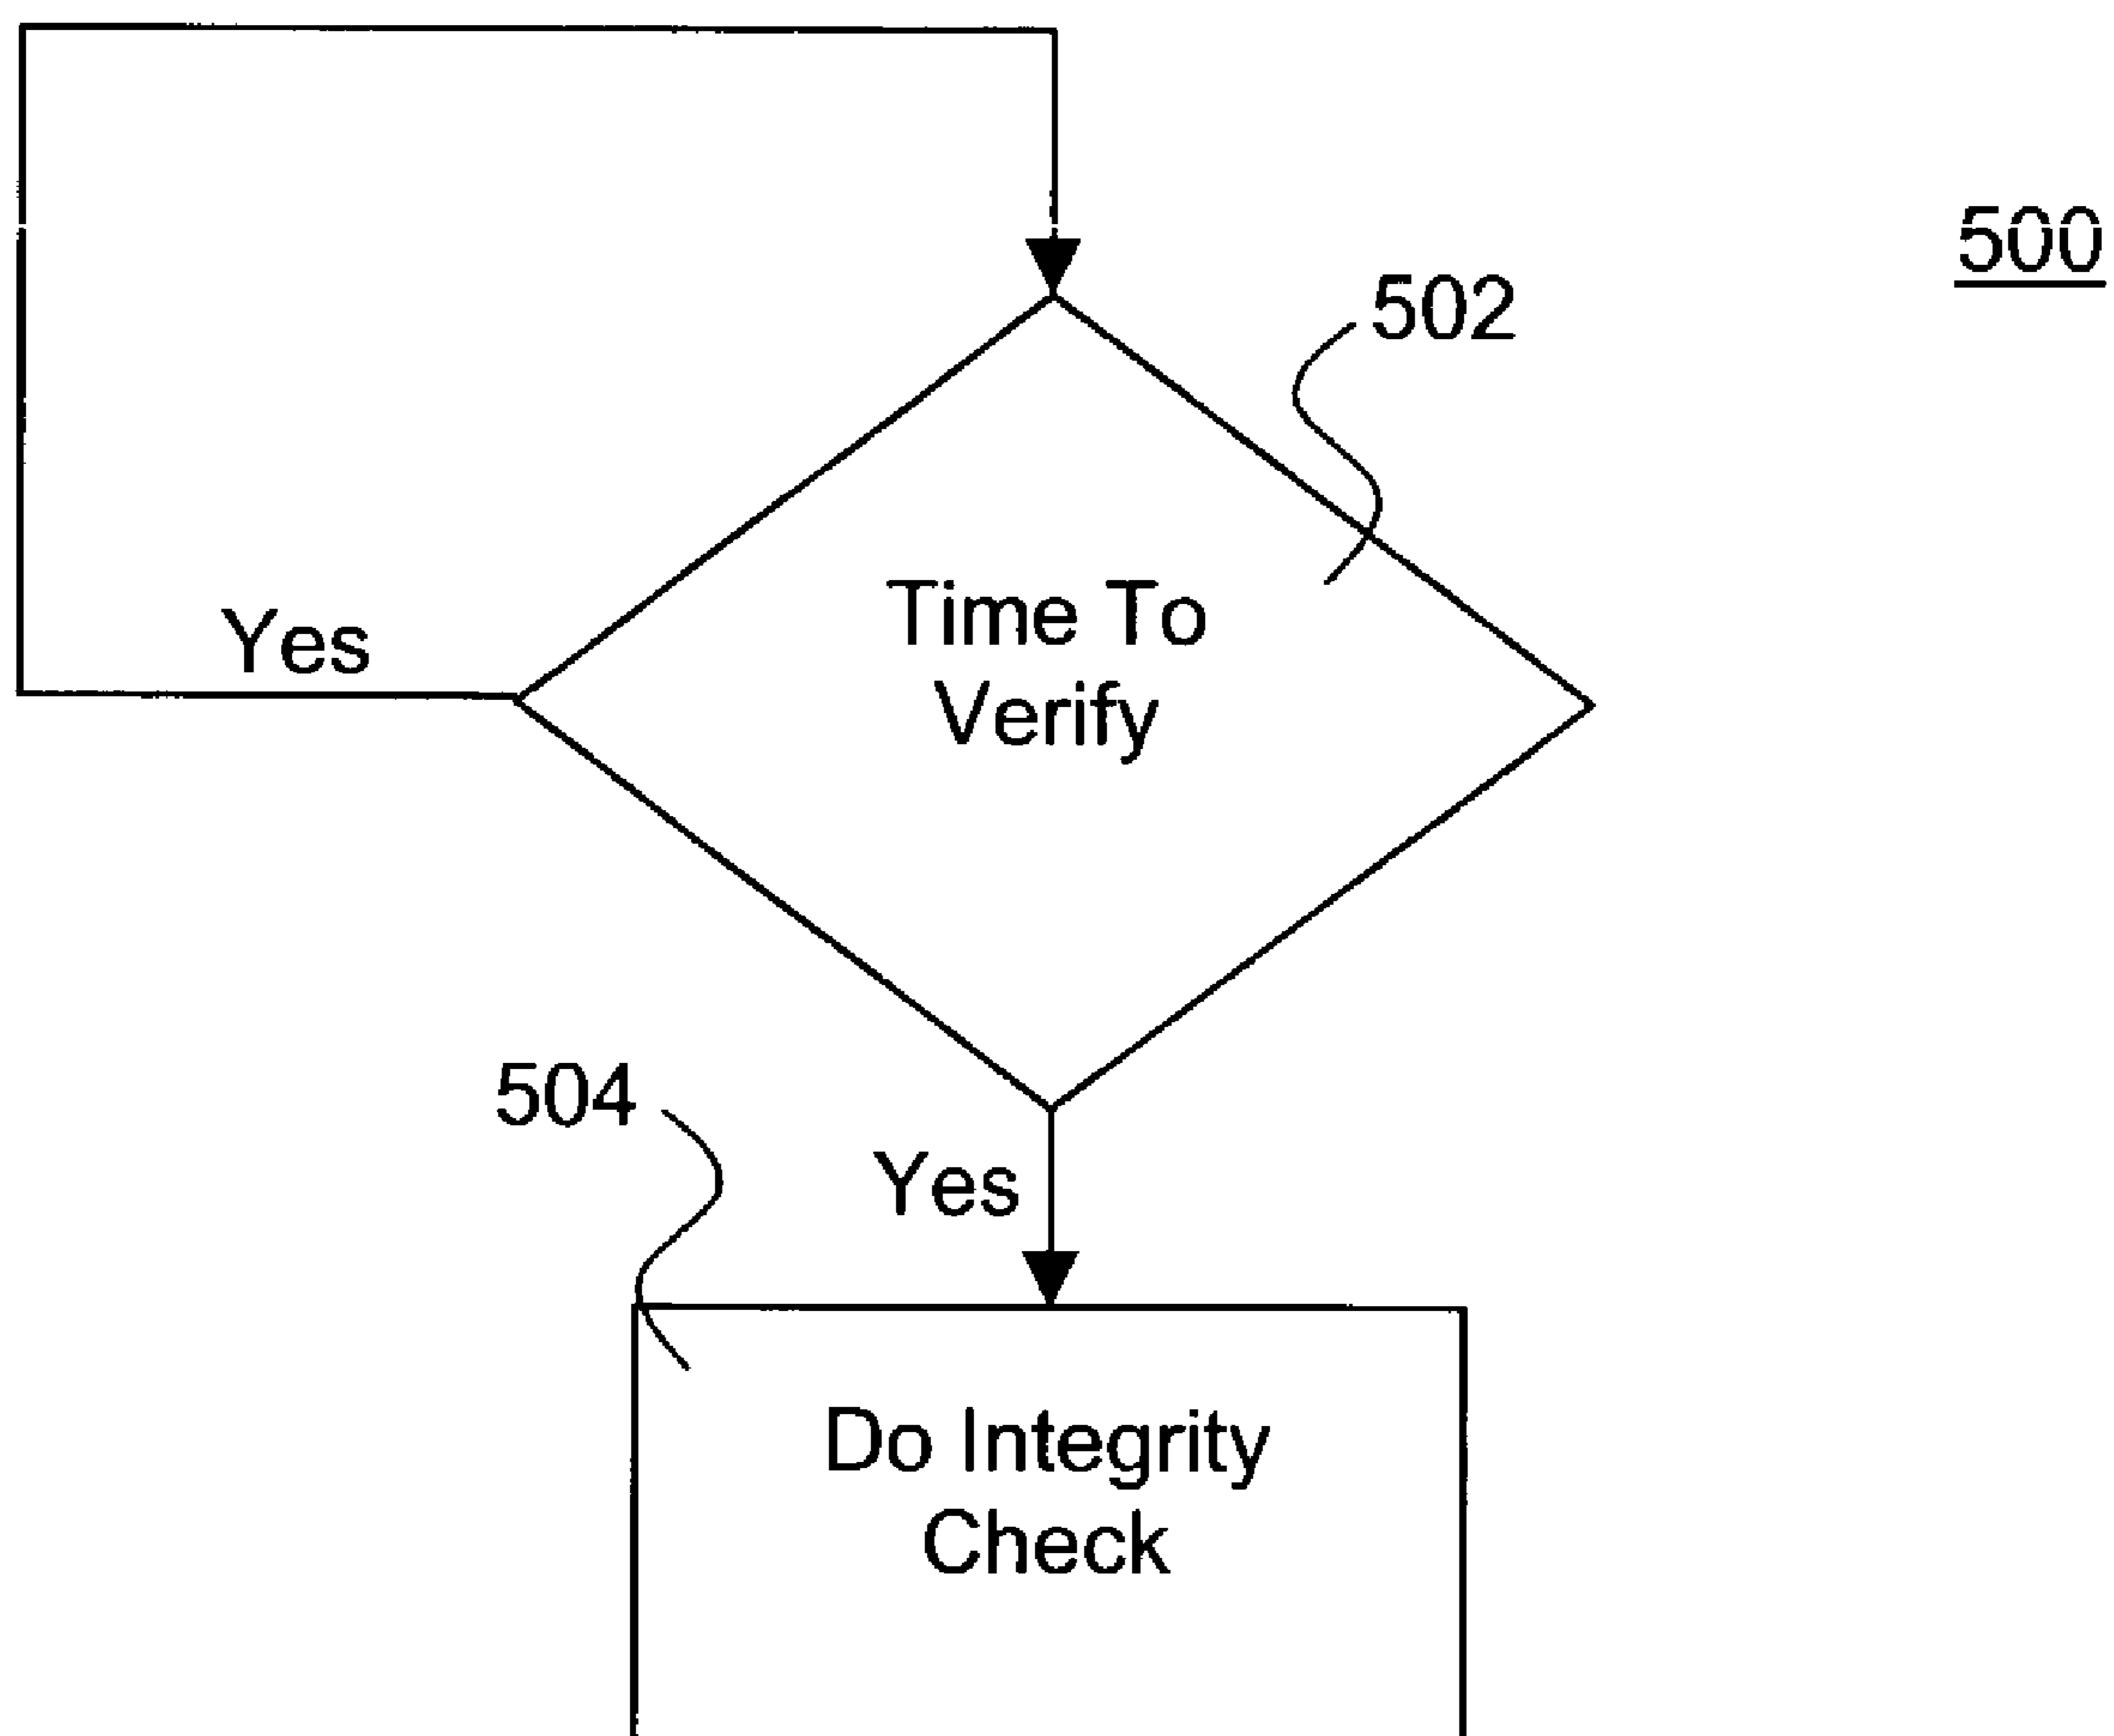 500
502
Time To
Verify
Yes
504
Yes
Do Integrity
Check